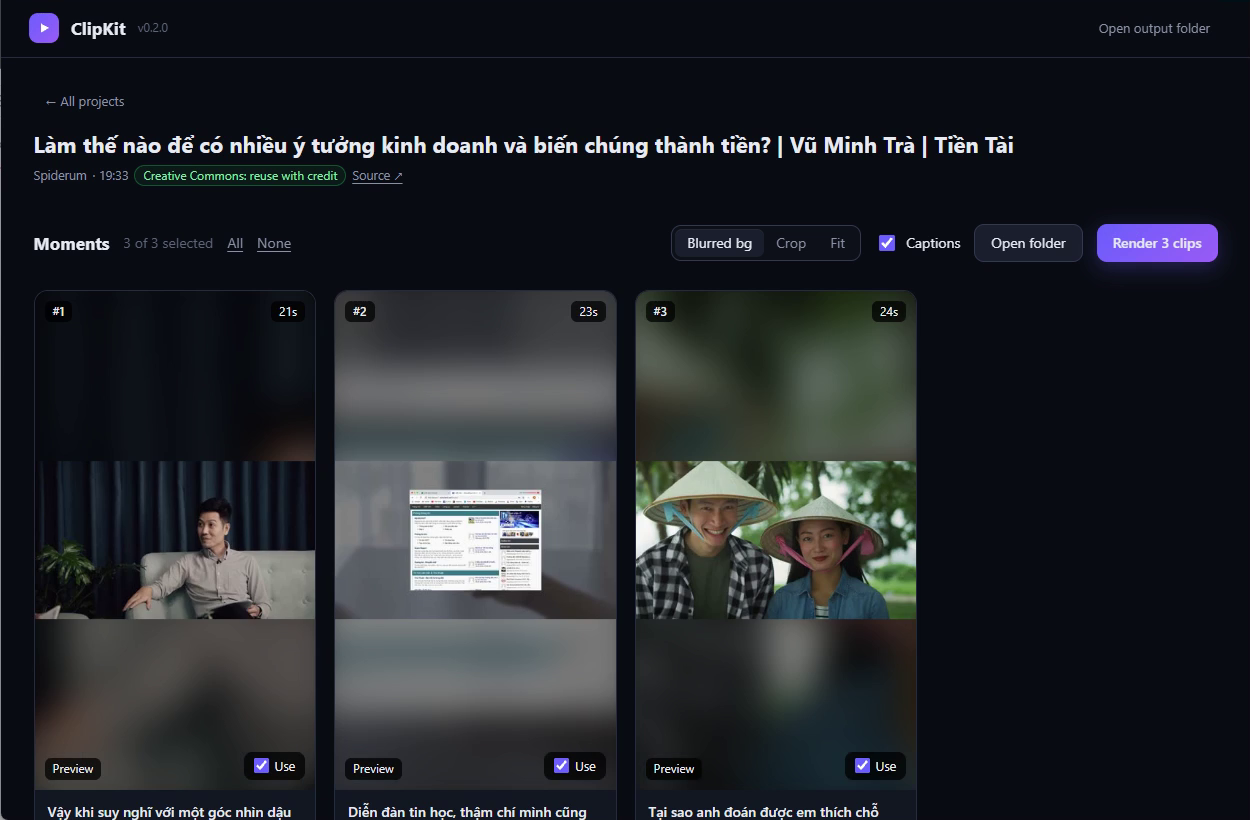 ClipKit v0.2.0
Open output folder
← All projects
Làm thế nào để có nhiều ý tưởng kinh doanh và biến chúng thành tiền? | Vũ Minh Trà | Tiền Tài
Spiderum · 19:33 Creative Commons: reuse with credit Source ↗
Moments 3 of 3 selected All None
Blurred bg Crop Fit Captions Open folder Render 3 clips
#1 21s
#2 23s
#3 24s
Preview Use
Preview Use
Preview Use
Vậy khi suy nghĩ với một góc nhìn dậu
Diễn đàn tin học, thậm chí mình cũng
Tại sao anh đoán được em thích chỗ